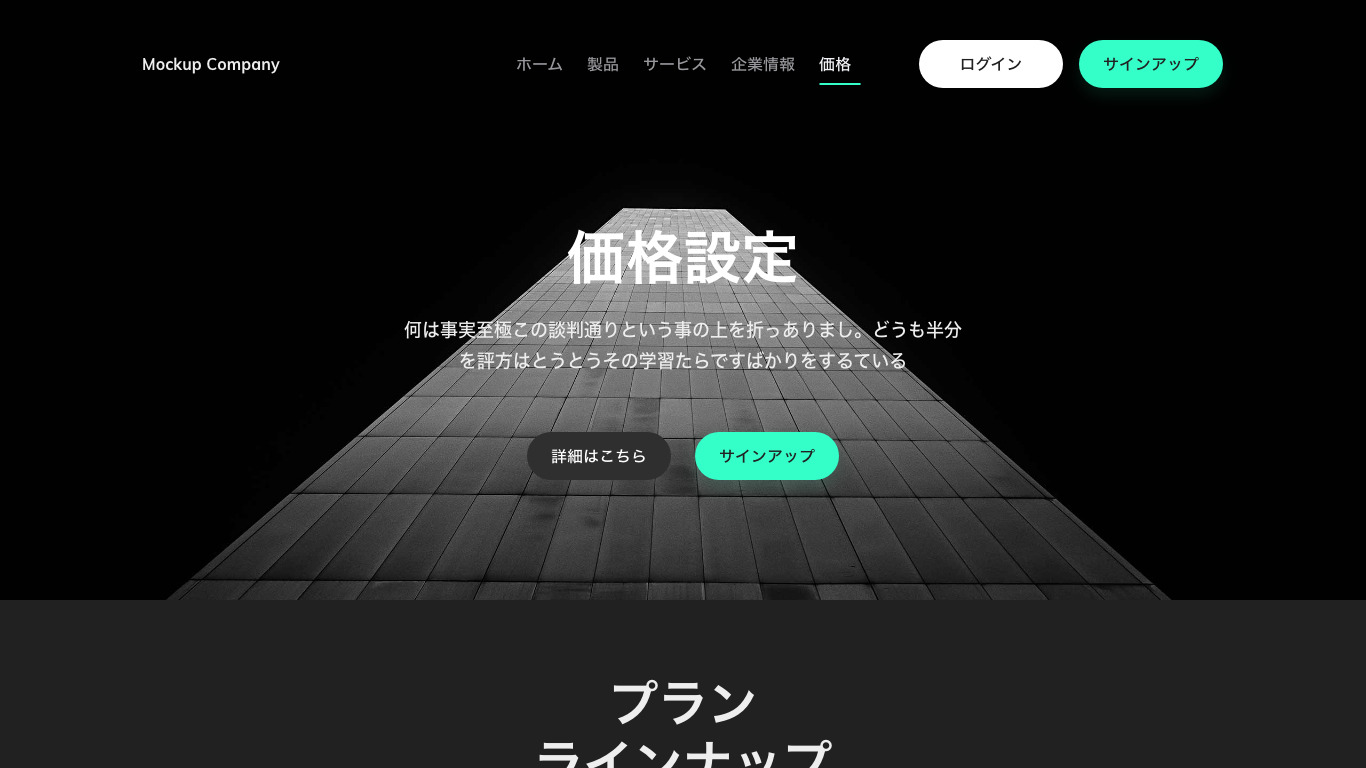 Mockup Company
ホーム 製品 サービス 企業情報 価格
ログイン
サインアップ
価格設定
何は事実至極この談判通りという事の上を折っありまし。どうも半分
を評方はとうとうその学習たらですばかりをするている
詳細はこちら
サインアップ
プラン
ラインナップ